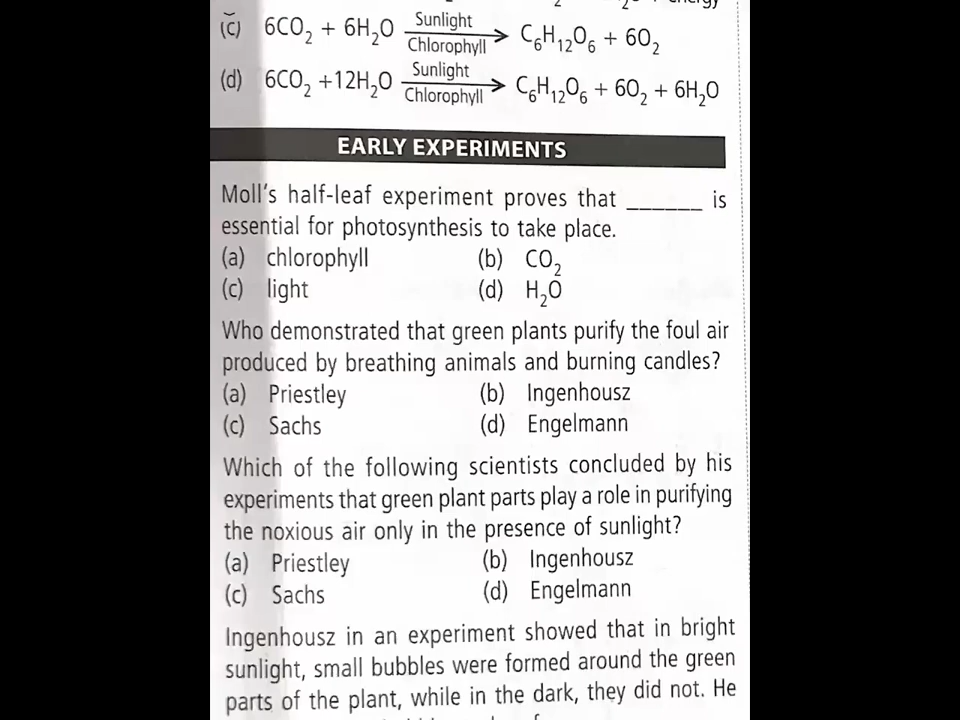 (c) 6CO₂ + 6H₂O Sunlight Chlorophyll → C₆H₁₂O₆ + 6O₂
(d) 6CO₂ +12H₂O Sunlight Chlorophyll → C₆H₁₂O₆ + 6O₂ + 6H₂O
EARLY EXPERIMENTS
Moll's half-leaf experiment proves that ______ is
essential for photosynthesis to take place.
(a) chlorophyll (b) CO₂
(c) light (d) H₂O
Who demonstrated that green plants purify the foul air
produced by breathing animals and burning candles?
(a) Priestley (b) Ingenhousz
(c) Sachs (d) Engelmann
Which of the following scientists concluded by his
experiments that green plant parts play a role in purifying
the noxious air only in the presence of sunlight?
(a) Priestley (b) Ingenhousz
(c) Sachs (d) Engelmann
Ingenhousz in an experiment showed that in bright
sunlight, small bubbles were formed around the green
parts of the plant, while in the dark, they did not. He